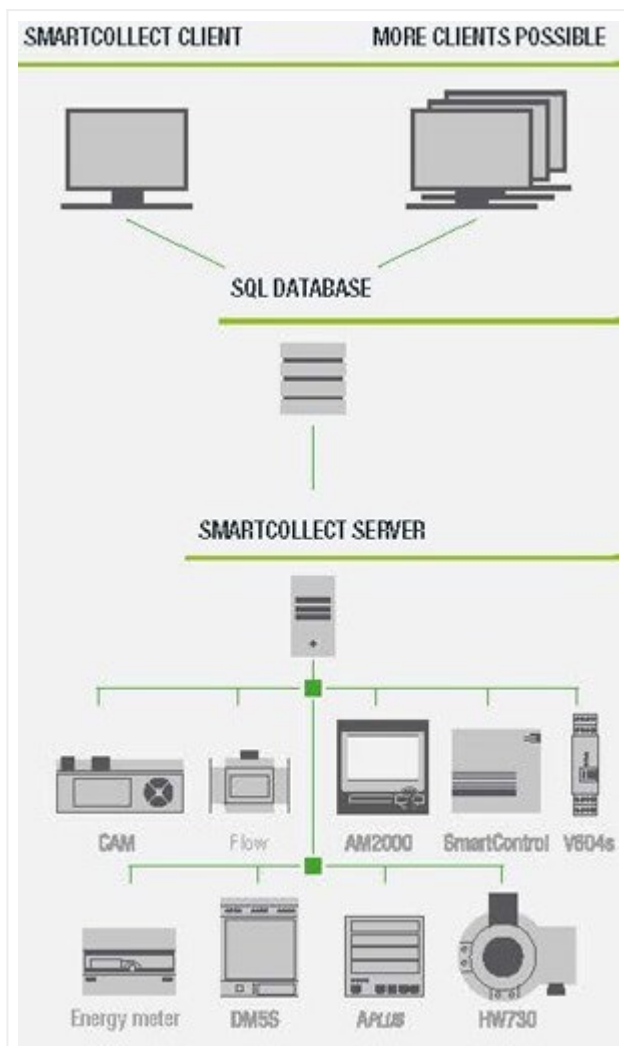 SMARTCOLLECT CLIENT MORE CLIENTS POSSIBLE
SQL DATABASE
SMARTCOLLECT SERVER
CAM Flow AM2000 SmartControl V604s
Energy meter DM5S APLUS HW730